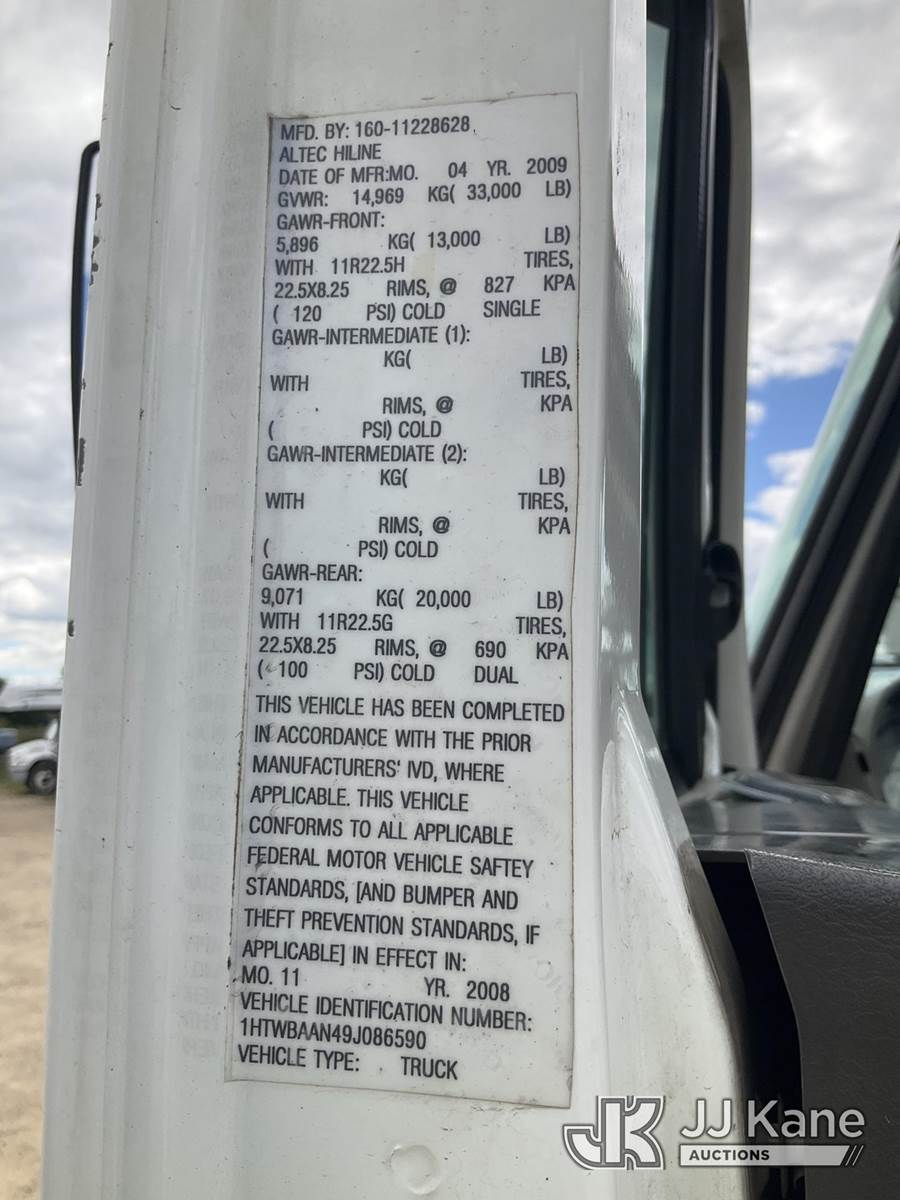 MFD. BY: 160-11228628
ALTEC HILINE
DATE OF MFR:MO. 04 YR. 2009
GVWR: 14,969 KG( 33,000 LB)
GAWR-FRONT:
5,896 KG( 13,000 LB)
WITH 11R22.5H TIRES,
22.5X8.25 RIMS, @ 827 KPA
( 120 PSI) COLD SINGLE
GAWR-INTERMEDIATE (1):
KG( LB)
WITH TIRES,
RIMS, @ KPA
( PSI) COLD
GAWR-INTERMEDIATE (2):
KG( LB)
WITH TIRES,
RIMS, @ KPA
( PSI) COLD
GAWR-REAR:
9,071 KG( 20,000 LB)
WITH 11R22.5G TIRES,
22.5X8.25 RIMS, @ 690 KPA
( 100 PSI) COLD DUAL
THIS VEHICLE HAS BEEN COMPLETED
IN ACCORDANCE WITH THE PRIOR
MANUFACTURERS' IVD, WHERE
APPLICABLE. THIS VEHICLE
CONFORMS TO ALL APPLICABLE
FEDERAL MOTOR VEHICLE SAFTEY
STANDARDS, [AND BUMPER AND
THEFT PREVENTION STANDARDS, IF
APPLICABLE] IN EFFECT IN:
MO. 11 YR. 2008
VEHICLE IDENTIFICATION NUMBER:
1HTWBAAN49J086590
VEHICLE TYPE: TRUCK
JK JJ Kane
AUCTIONS